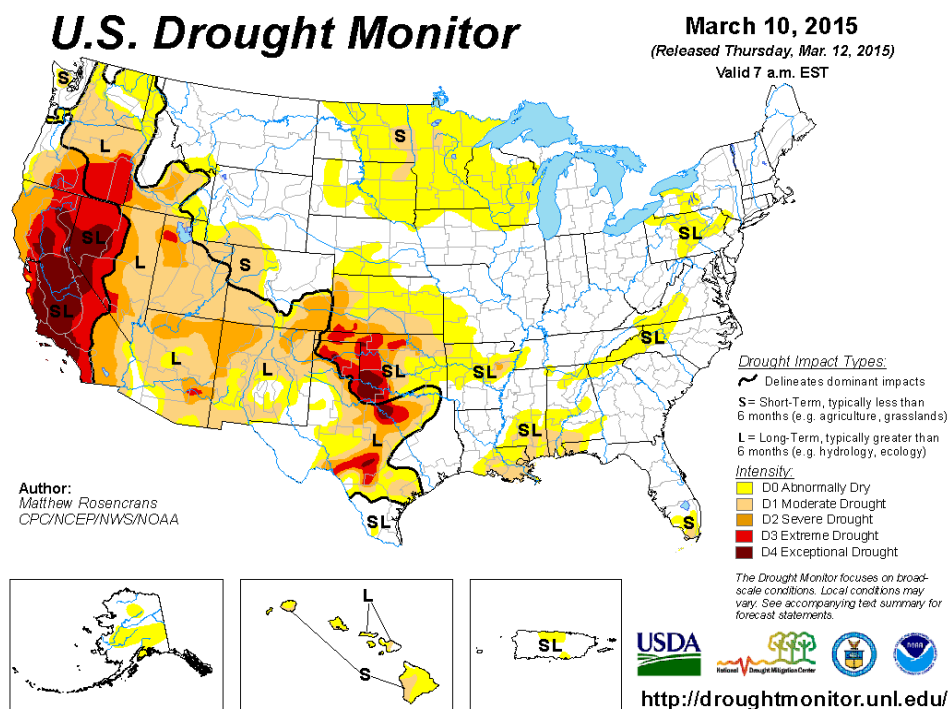 U.S. Drought Monitor
March 10, 2015
(Released Thursday, Mar. 12, 2015)
Valid 7 a.m. EST
S
S
L
SL
SL
L
S
SL
SL
L
L
SL
SL
L
SL
S
SL
Drought Impact Types:
Delineates dominant impacts
S = Short-Term, typically less than
6 months (e.g. agriculture, grasslands)
L = Long-Term, typically greater than
6 months (e.g. hydrology, ecology)
Intensity:
D0 Abnormally Dry
D1 Moderate Drought
D2 Severe Drought
D3 Extreme Drought
D4 Exceptional Drought
Author:
Matthew Rosencrans
CPC/NCEP/NWS/NOAA
The Drought Monitor focuses on broad-
scale conditions. Local conditions may
vary. See accompanying text summary for
forecast statements.
L
S
SL
USDA
National Drought Mitigation Center
http://droughtmonitor.unl.edu/